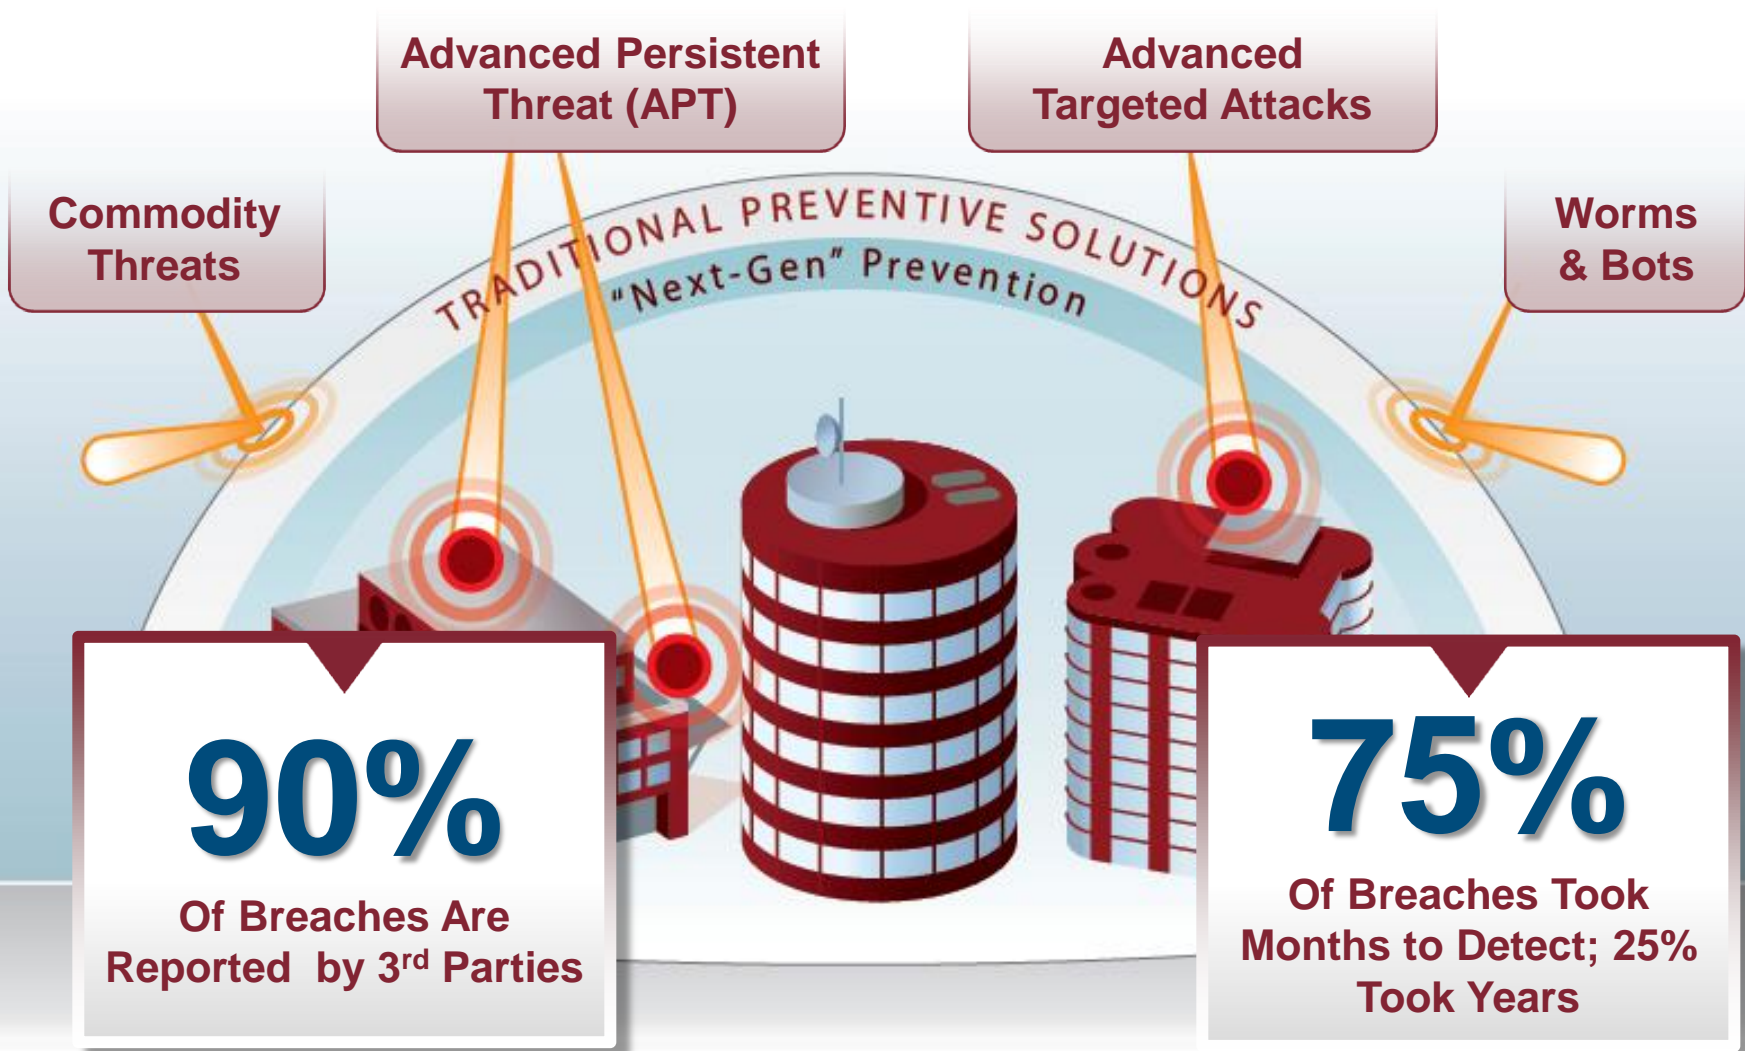 Advanced Persistent
Threat (APT)
Advanced
Targeted Attacks
Commodity
Threats
Worms
& Bots
TRADITIONAL PREVENTIVE SOLUTIONS
"Next-Gen" Prevention
90%
Of Breaches Are
Reported by 3rd Parties
75%
Of Breaches Took
Months to Detect; 25%
Took Years